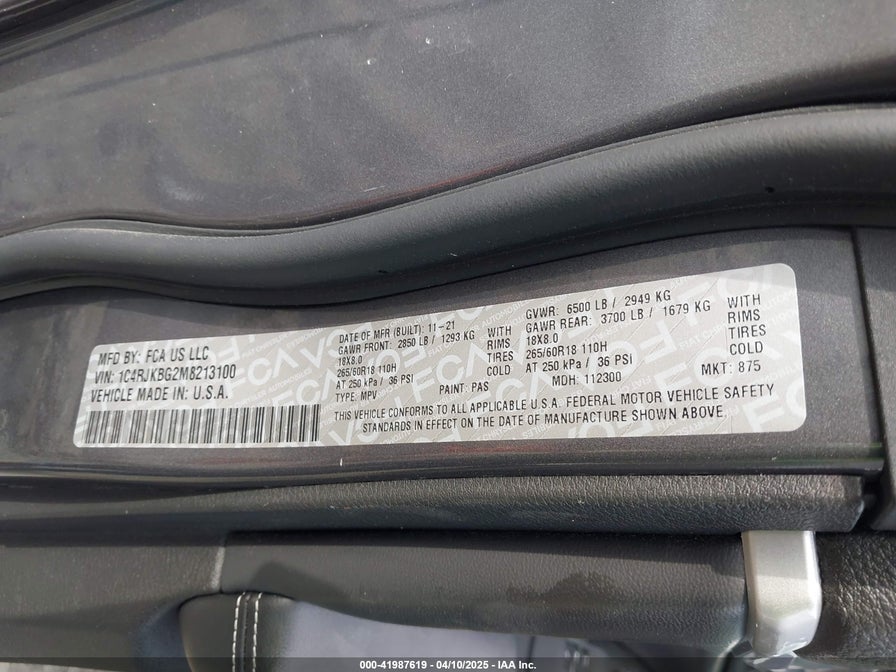 MFD BY: FCA US LLC
VIN: 1C4RJKBG2M8213100
VEHICLE MADE IN: U.S.A.
DATE OF MFR (BUILT): 11-21
GAWR FRONT: 2850 LB / 1293 KG WITH
18X8.0 RIMS
265/60R18 110H TIRES
AT 250 kPa / 36 PSI COLD
TYPE: MPV PAINT: PAS
GVWR: 6500 LB / 2949 KG
GAWR REAR: 3700 LB / 1679 KG WITH
18X8.0 RIMS
265/60R18 110H TIRES
AT 250 kPa / 36 PSI COLD
MDH: 112300 MKT: 875
THIS VEHICLE CONFORMS TO ALL APPLICABLE U.S.A. FEDERAL MOTOR VEHICLE SAFETY
STANDARDS IN EFFECT ON THE DATE OF MANUFACTURE SHOWN ABOVE.
000-41987619 - 04/10/2025 - IAA Inc.